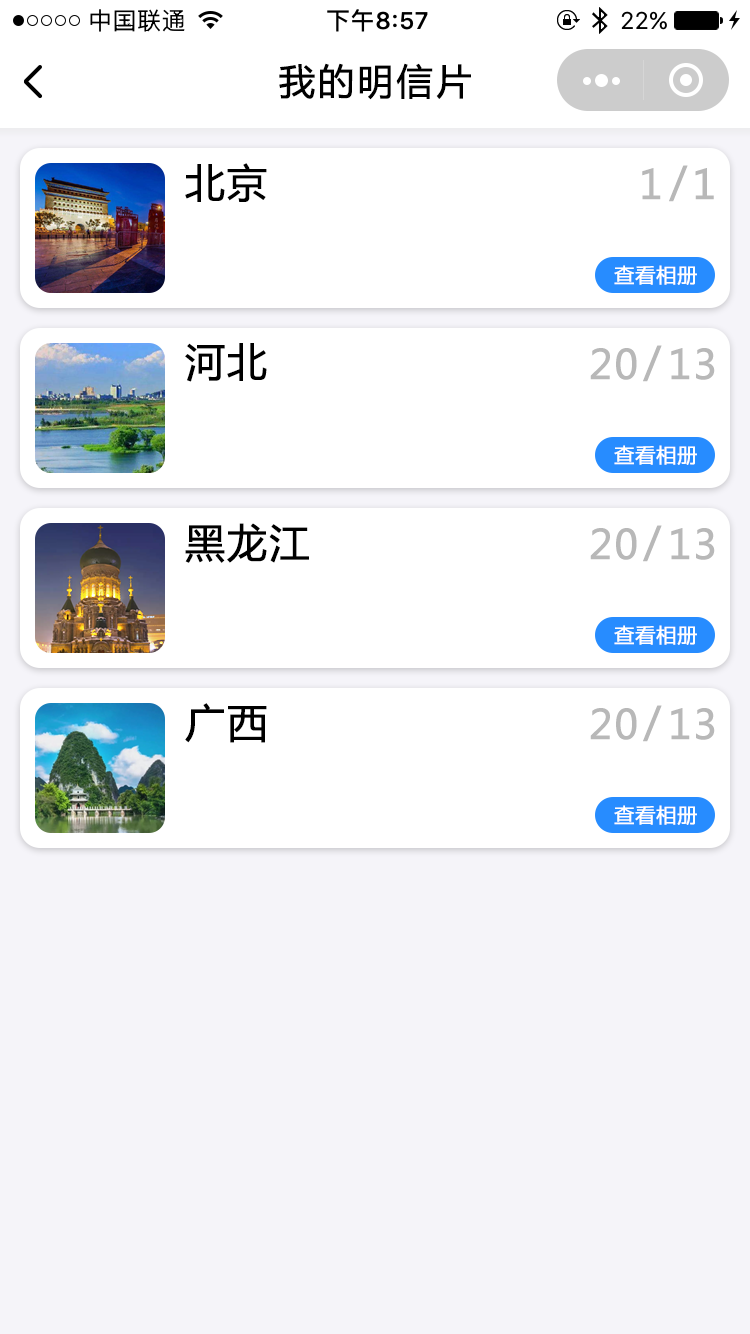 中国联通 下午8:57 22%
我的明信片
北京 1/1
查看相册
河北 20/13
查看相册
黑龙江 20/13
查看相册
广西 20/13
查看相册